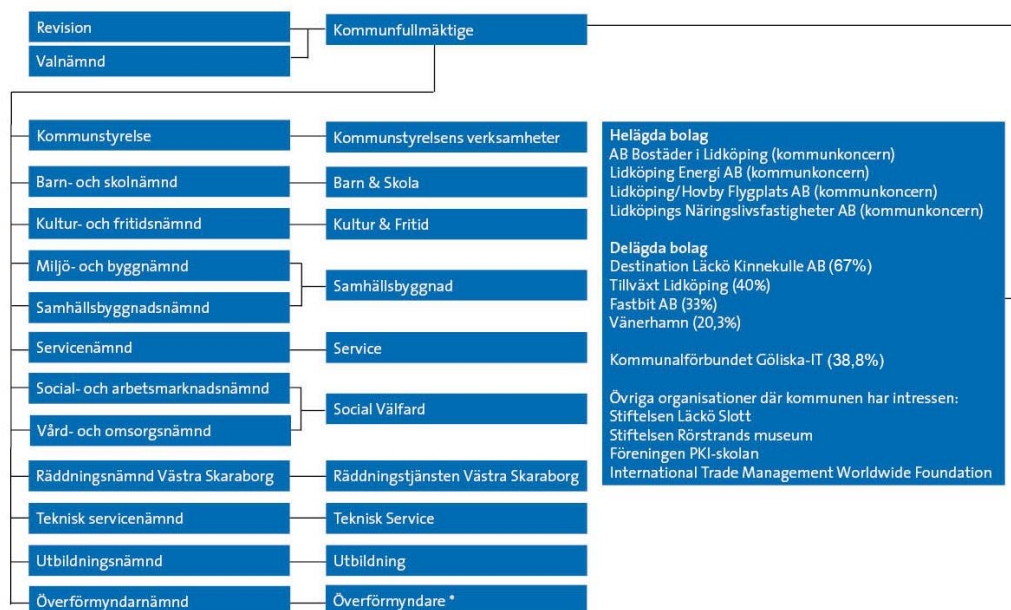 Revision
Kommunfullmäktige
Valnämnd
Kommunstyrelse
Kommunstyrelsens verksamheter
Barn- och skolnämnd
Barn & Skola
Kultur- och fritidsnämnd
Kultur & Fritid
Miljö- och byggnämnd
Samhällsbyggnadsnämnd
Samhällsbyggnad
Servicenämnd
Service
Social- och arbetsmarknadsnämnd
Vård- och omsorgsnämnd
Social Välfard
Räddningsnämnd Västra Skaraborg
Räddningstjänsten Västra Skaraborg
Teknisk servicenämnd
Teknisk Service
Utbildningsnämnd
Utbildning
Överförmyndarnämnd
Överförmyndare *
Helägda bolag
AB Bostäder i Lidköping (kommunkoncern)
Lidköping Energi AB (kommunkoncern)
Lidköping/Hovby Flygplats AB (kommunkoncern)
Lidköpings Näringslivsfastigheter AB (kommunkoncern)
Delägda bolag
Destination Läckö Kinnekulle AB (67%)
Tillväxt Lidköping (40%)
Fastbit AB (33%)
Vänerhamn (20,3%)
Kommunalförbundet Göliska-IT (38,8%)
Övriga organisationer där kommunen har intressen:
Stiftelsen Läckö Slott
Stiftelsen Rörstrands museum
Föreningen PKI-skolan
International Trade Management Worldwide Foundation